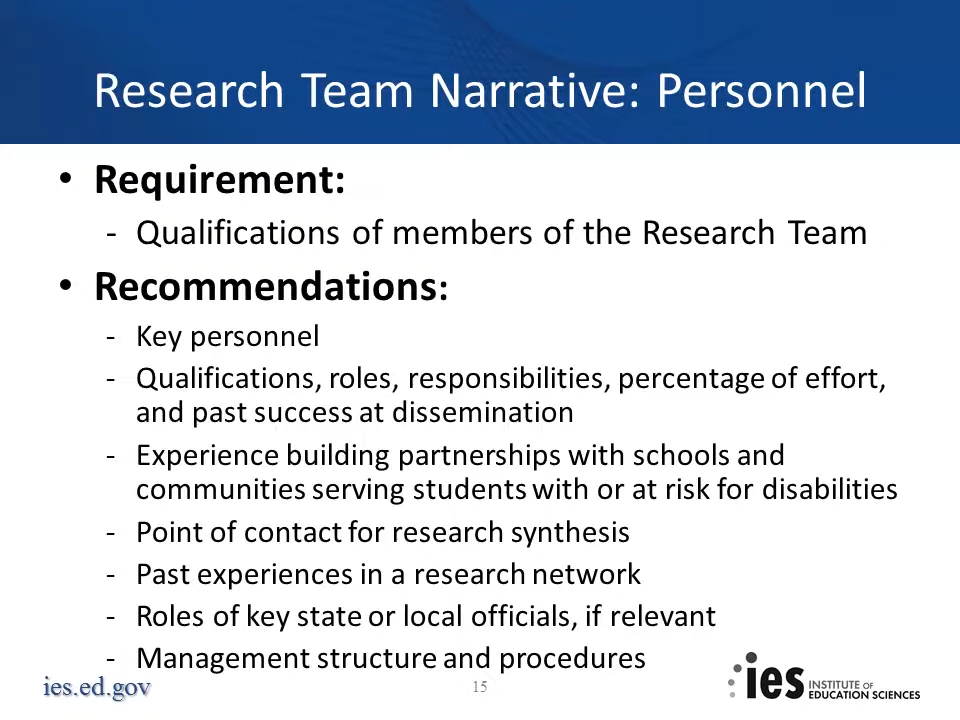 Research Team Narrative: Personnel
• Requirement:
- Qualifications of members of the Research Team
• Recommendations:
- Key personnel
- Qualifications, roles, responsibilities, percentage of effort,
and past success at dissemination
- Experience building partnerships with schools and
communities serving students with or at risk for disabilities
- Point of contact for research synthesis
- Past experiences in a research network
- Roles of key state or local officials, if relevant
- Management structure and procedures
ies.ed.gov
15
ies INSTITUTE OF
EDUCATION SCIENCES